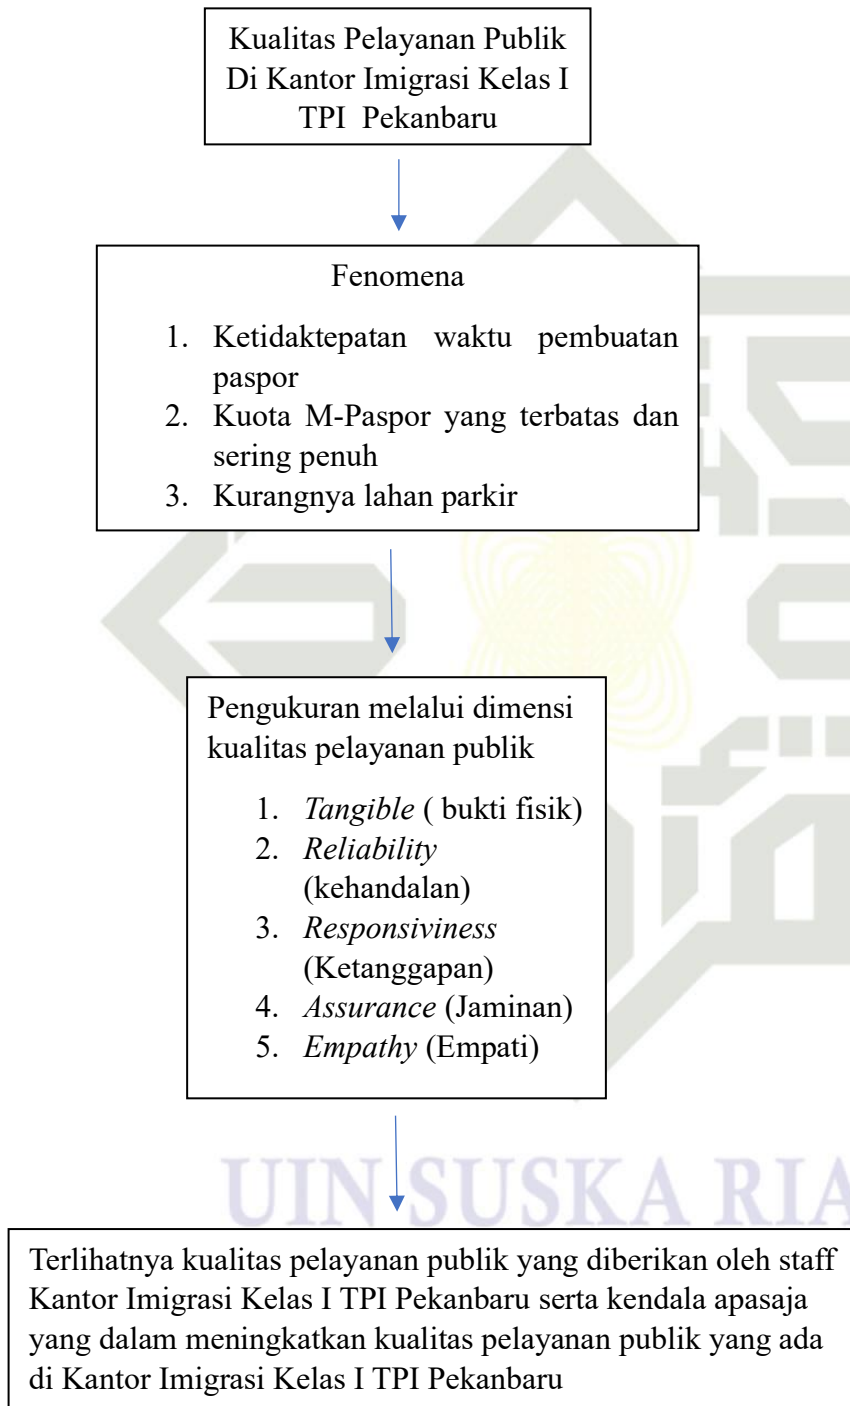 Kualitas Pelayanan Publik
Di Kantor Imigrasi Kelas I
TPI Pekanbaru
Fenomena
1. Ketidaktepatan waktu pembuatan
paspor
2. Kuota M-Paspor yang terbatas dan
sering penuh
3. Kurangnya lahan parkir
Pengukuran melalui dimensi
kualitas pelayanan publik
1. Tangible ( bukti fisik)
2. Reliability
(kehandalan)
3. Responsiviness
(Ketanggapan)
4. Assurance (Jaminan)
5. Empathy (Empati)
UIN SUSKA RIA
Terlihatnya kualitas pelayanan publik yang diberikan oleh staff
Kantor Imigrasi Kelas I TPI Pekanbaru serta kendala apasaja
yang dalam meningkatkan kualitas pelayanan publik yang ada
di Kantor Imigrasi Kelas I TPI Pekanbaru